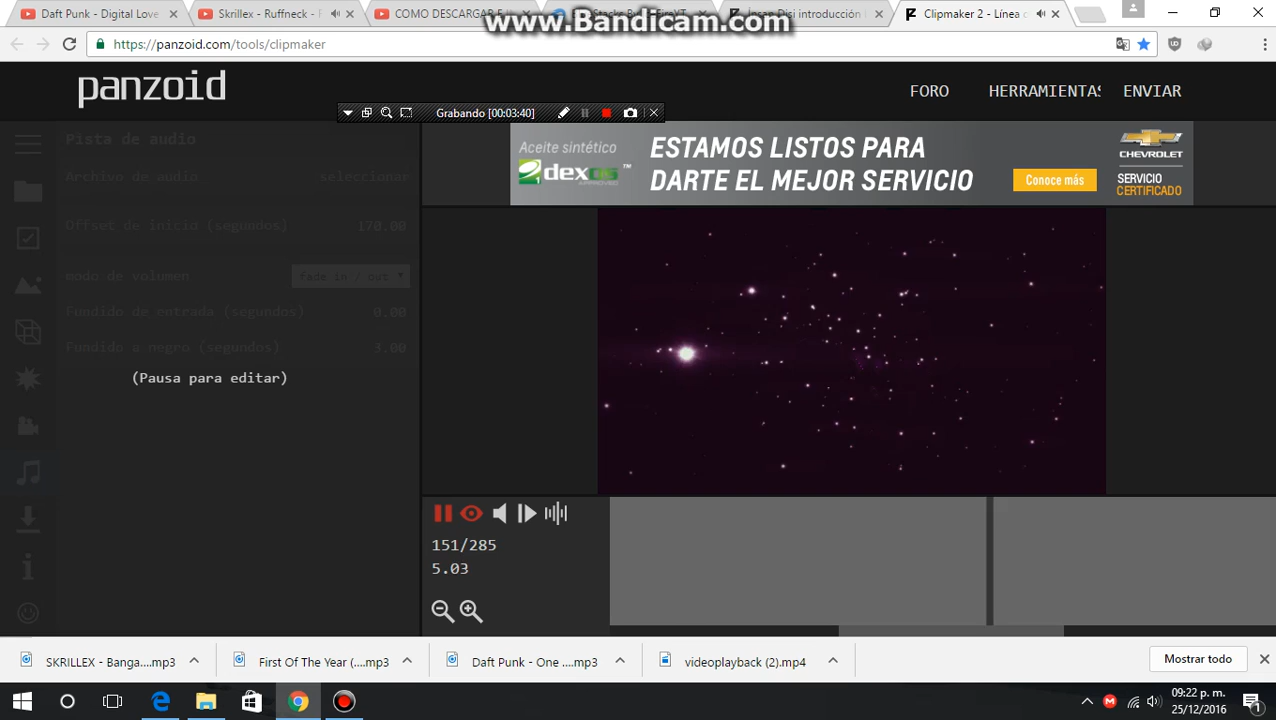 Daft Punk - Digital Love
Skrillex - Ruffneck -
COMO DESCARGAR
Clipmaker 2 - Línea
www.Bandicam.com
https://panzoid.com/tools/clipmaker
panzoid
FORO
HERRAMIENTAS
ENVIAR
Grabando [00:03:40]
Pista de audio
Archivo de audio
seleccionar
Offset de inicio (segundos)
170.00
modo de volumen
Fade in / out
Fundido de entrada (segundos)
0.00
Fundido a negro (segundos)
3.00
(Pausa para editar)
Aceite sintético
dexos
APPROVED
TM
ESTAMOS LISTOS PARA
DARTE EL MEJOR SERVICIO
Conoce más
CHEVROLET
SERVICIO
CERTIFICADO
151/285
5.03
SKRILLEX - Banga....mp3
First Of The Year (....mp3
Daft Punk - One ....mp3
videoplayback (2).mp4
Mostrar todo
09:22 p. m.
25/12/2016
1